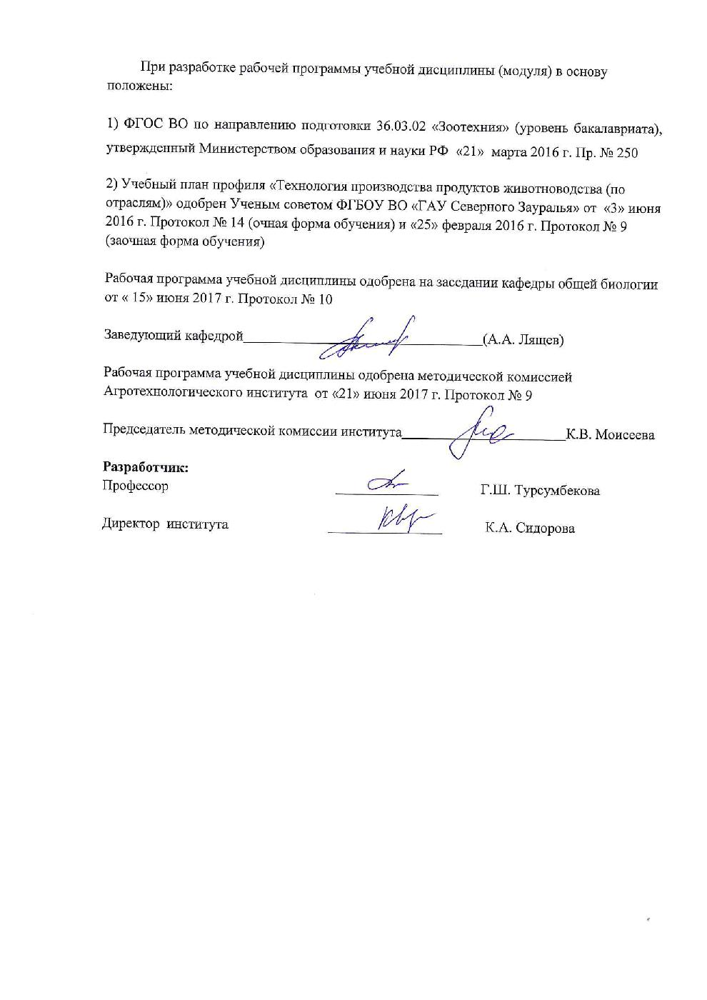 При разработке рабочей программы учебной дисциплины (модуля) в основу
положены:
1) ФГОС ВО по направлению подготовки 36.03.02 «Зоотехния» (уровень бакалавриата),
утвержденный Министерством образования и науки РФ «21» марта 2016 г. Пр. № 250
2) Учебный план профиля «Технология производства продуктов животноводства (по
отраслям)» одобрен Ученым советом ФГБОУ ВО «ГАУ Северного Зауралья» от «3» июня
2016 г. Протокол № 14 (очная форма обучения) и «25» февраля 2016 г. Протокол № 9
(заочная форма обучения)
Рабочая программа учебной дисциплины одобрена на заседании кафедры общей биологии
от « 15» июня 2017 г. Протокол № 10
Заведующий кафедрой (А.А. Лящев)
Рабочая программа учебной дисциплины одобрена методической комиссией
Агротехнологического института от «21» июня 2017 г. Протокол № 9
Председатель методической комиссии института К.В. Моисеева
Разработчик:
Профессор Г.Ш. Турсумбекова
Директор института К.А. Сидорова